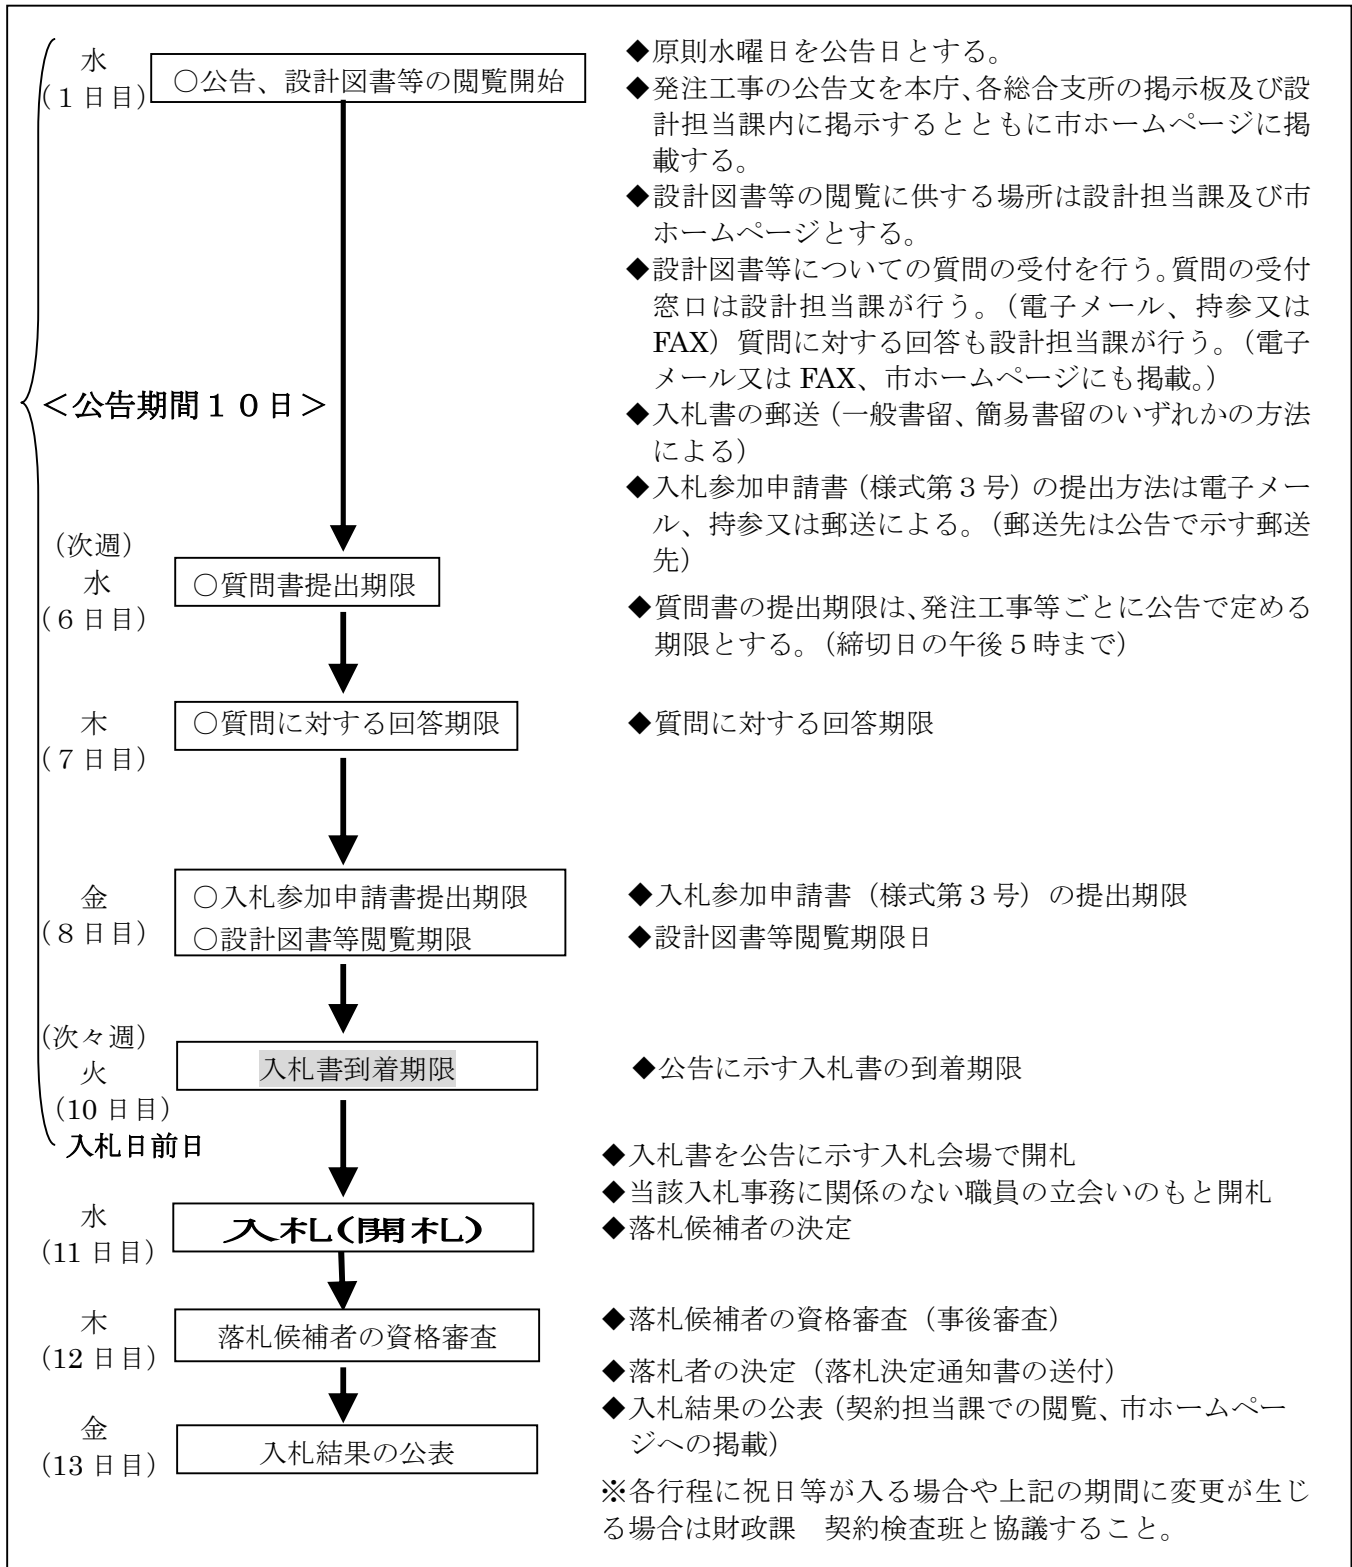 水
(1日目)
○公告、設計図書等の閲覧開始
◆原則水曜日を公告日とする。
◆発注工事の公告文を本庁、各総合支所の掲示板及び設
計担当課内に掲示するとともに市ホームページに掲
載する。
◆設計図書等の閲覧に供する場所は設計担当課及び市
ホームページとする。
◆設計図書等についての質問の受付を行う。質問の受付
窓口は設計担当課が行う。（電子メール、持参又は
FAX）質問に対する回答も設計担当課が行う。（電子
メール又は FAX、市ホームページにも掲載。）
＜公告期間１０日＞
◆入札書の郵送（一般書留、簡易書留のいずれかの方法
による）
◆入札参加申請書（様式第３号）の提出方法は電子メー
ル、持参又は郵送による。（郵送先は公告で示す郵送
先）
(次週)
水
(６日目)
○質問書提出期限
◆質問書の提出期限は、発注工事等ごとに公告で定める
期限とする。（締切日の午後５時まで）
木
(７日目)
○質問に対する回答期限
◆質問に対する回答期限
金
(８日目)
○入札参加申請書提出期限
○設計図書等閲覧期限
◆入札参加申請書（様式第３号）の提出期限
◆設計図書等閲覧期限日
(次々週)
火
(10日目)
入札日前日
入札書到着期限
◆公告に示す入札書の到着期限
◆入札書を公告に示す入札会場で開札
◆当該入札事務に関係のない職員の立会いのもと開札
◆落札候補者の決定
水
(11日目)
入札(開札)
木
(12日目)
落札候補者の資格審査
◆落札候補者の資格審査（事後審査）
◆落札者の決定（落札決定通知書の送付）
◆入札結果の公表（契約担当課での閲覧、市ホームペー
ジへの掲載）
金
(13日目)
入札結果の公表
※各行程に祝日等が入る場合や上記の期間に変更が生じ
る場合は財政課　契約検査班と協議すること。